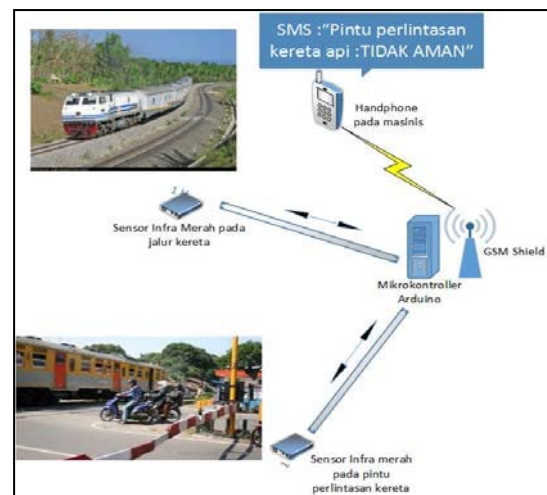 SMS :"Pintu perlintasan
kereta api :TIDAK AMAN"
Handphone
pada masinis
Sensor Infra Merah pada
jalur kereta
GSM Shield
Mikrokontroller
Arduino
Sensor Infra merah
pada pintu
perlintasan kereta